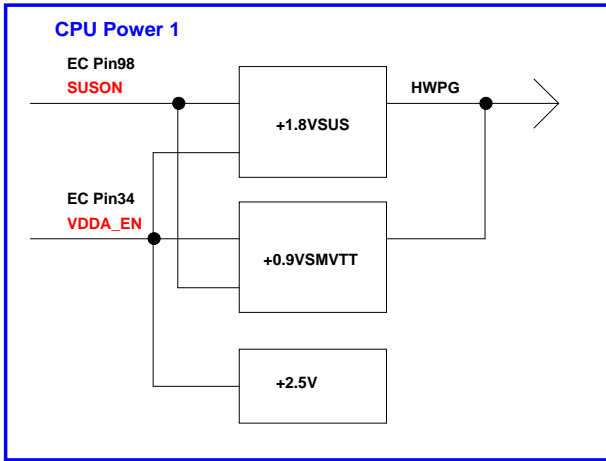 CPU Power 1
EC Pin98
SUSON
HWPG
+1.8VSUS
EC Pin34
VDDA_EN
+0.9VSMVTT
+2.5V